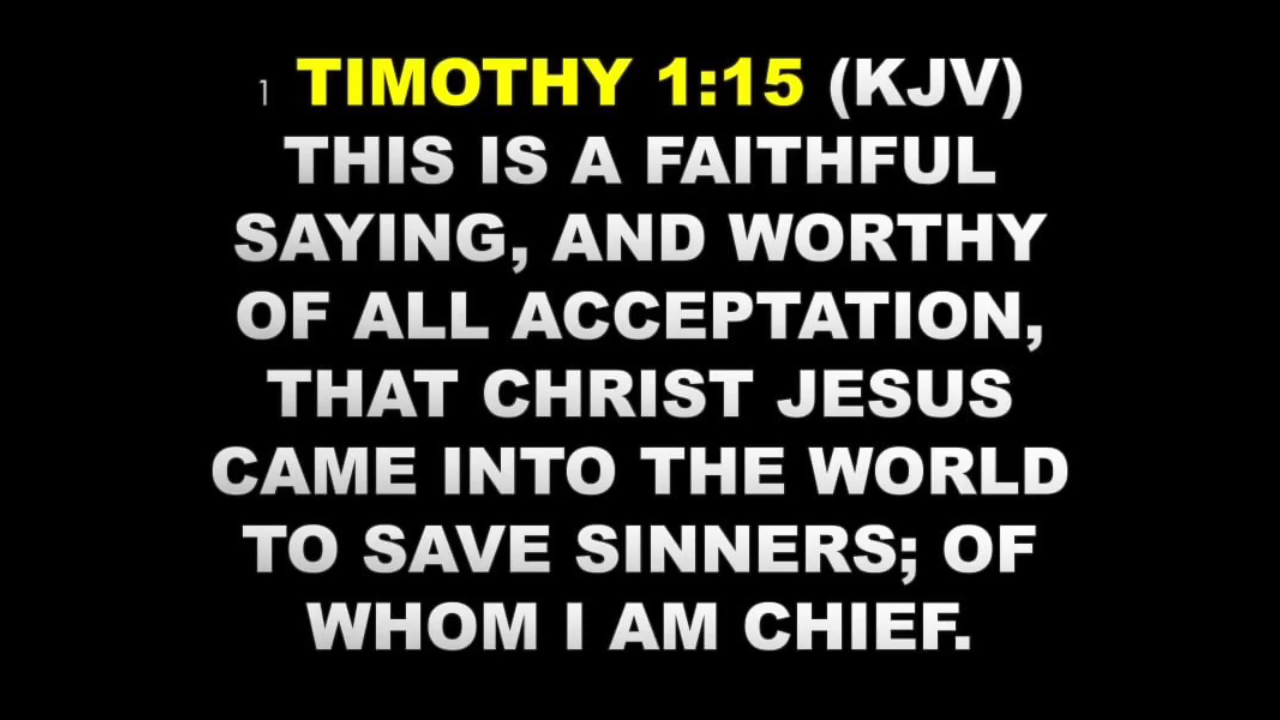 1 TIMOTHY 1:15 (KJV)
THIS IS A FAITHFUL
SAYING, AND WORTHY
OF ALL ACCEPTATION,
THAT CHRIST JESUS
CAME INTO THE WORLD
TO SAVE SINNERS; OF
WHOM I AM CHIEF.